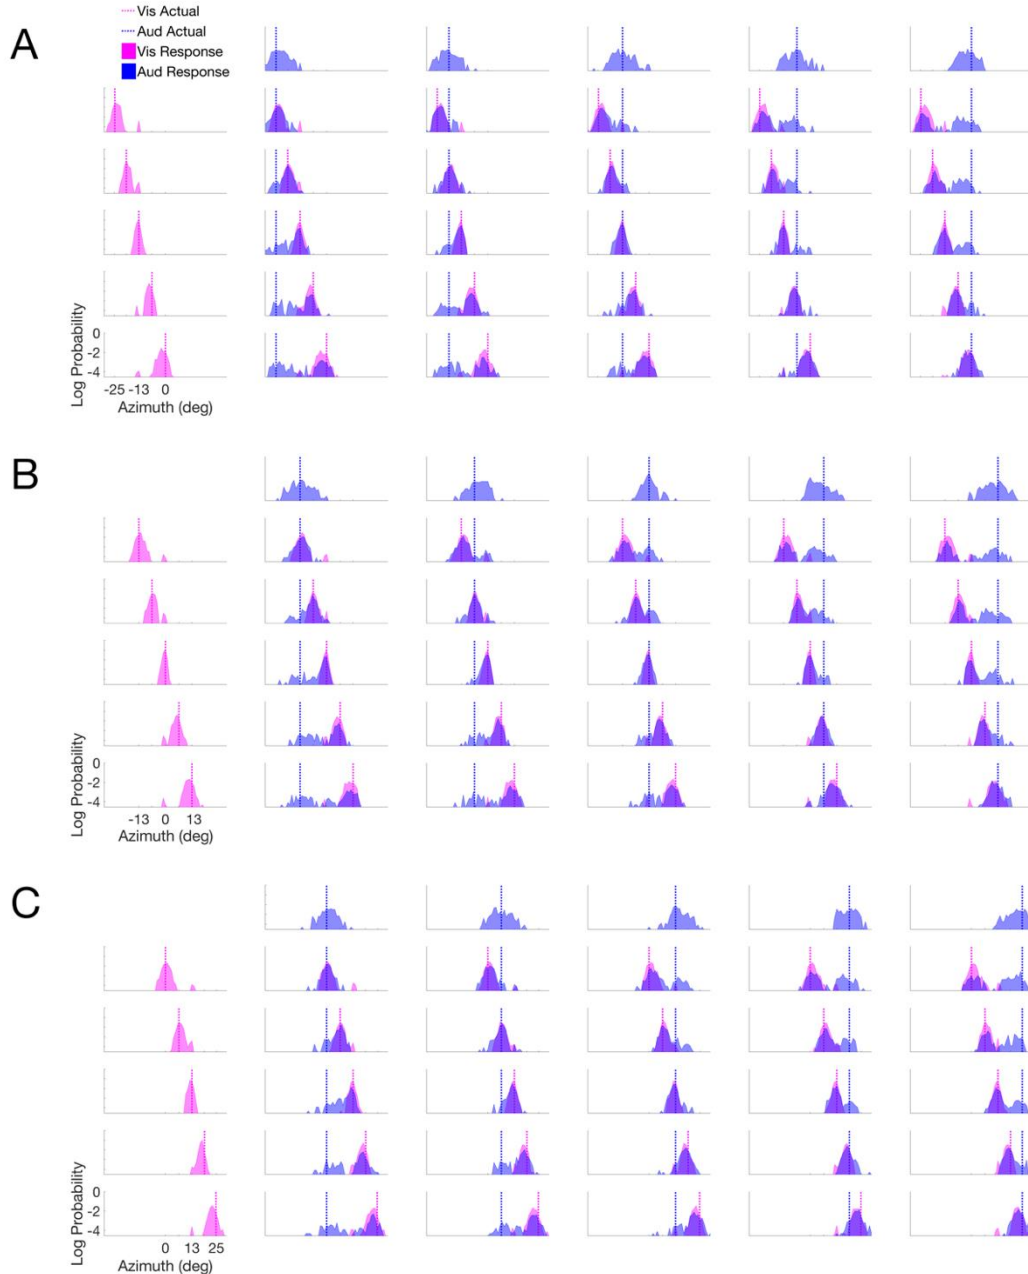 A
Vis Actual
Aud Actual
Vis Response
Aud Response
Log Probability
0
-2
-4
-25 -13 0
Azimuth (deg)
B
Log Probability
0
-2
-4
-13 0 13
Azimuth (deg)
C
Log Probability
0
-2
-4
0 13 25
Azimuth (deg)